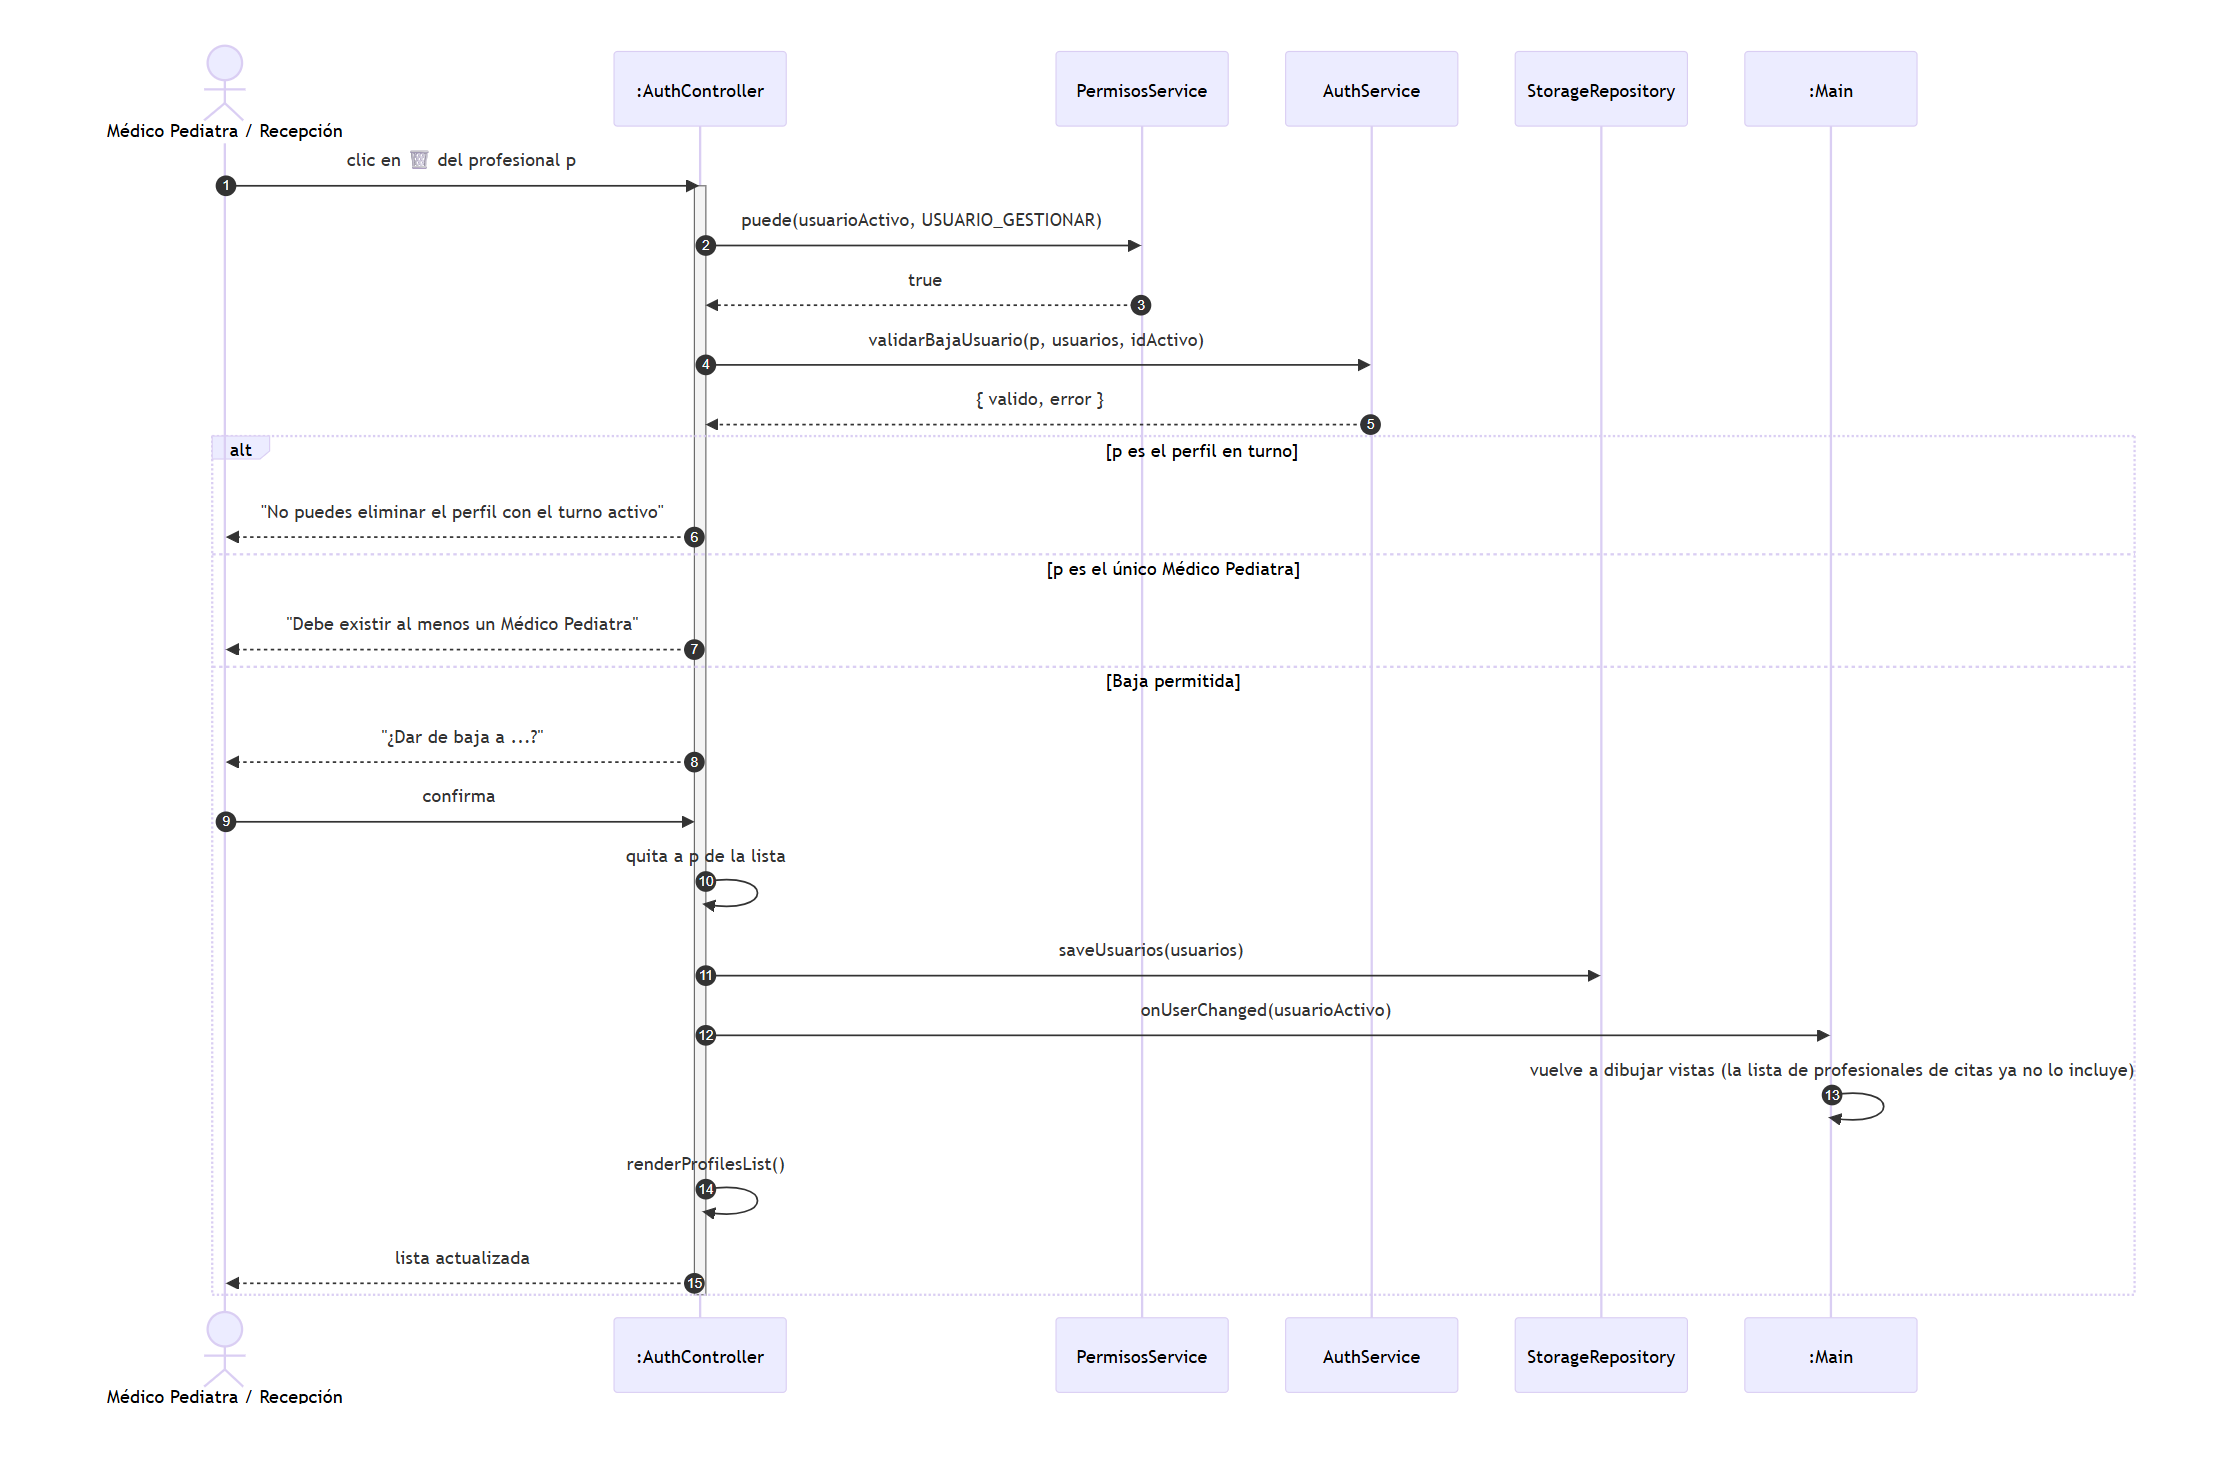 :AuthController
PermisosService
AuthService
StorageRepository
:Main
Médico Pediatra / Recepción
clic en 🗑️ del profesional p
1
puede(usuarioActivo, USUARIO_GESTIONAR)
2
true
3
validarBajaUsuario(p, usuarios, idActivo)
4
{ valido, error }
5
alt
[p es el perfil en turno]
"No puedes eliminar el perfil con el turno activo"
6
[p es el único Médico Pediatra]
"Debe existir al menos un Médico Pediatra"
7
[Baja permitida]
"¿Dar de baja a ...?"
8
confirma
9
quita a p de la lista
10
saveUsuarios(usuarios)
11
onUserChanged(usuarioActivo)
12
vuelve a dibujar vistas (la lista de profesionales de citas ya no lo incluye)
13
renderProfilesList()
14
lista actualizada
15
:AuthController
PermisosService
AuthService
StorageRepository
:Main
Médico Pediatra / Recepción